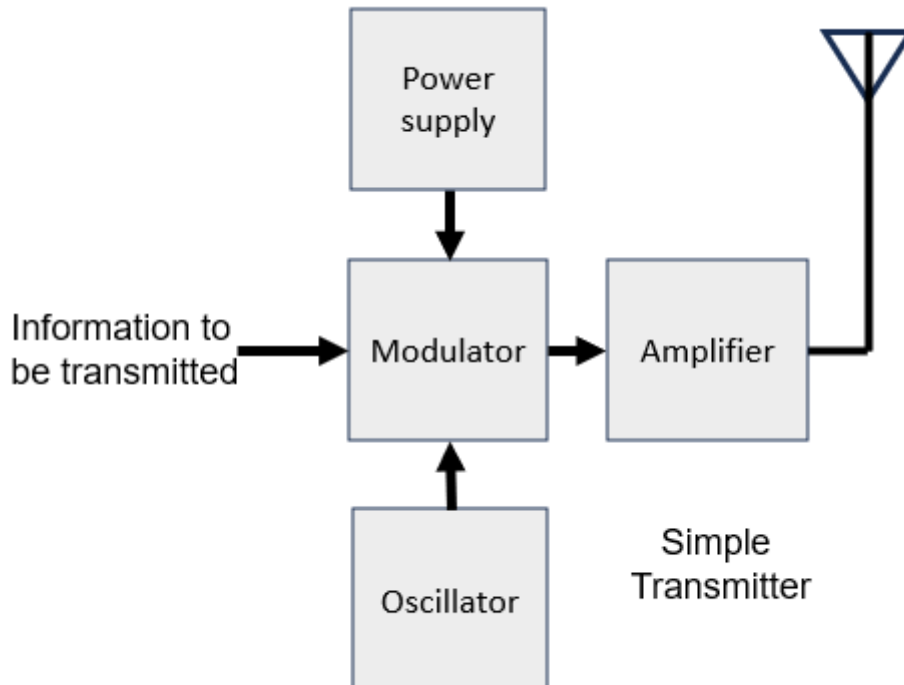 Power
supply
Information to
be transmitted
Modulator
Amplifier
Oscillator
Simple
Transmitter